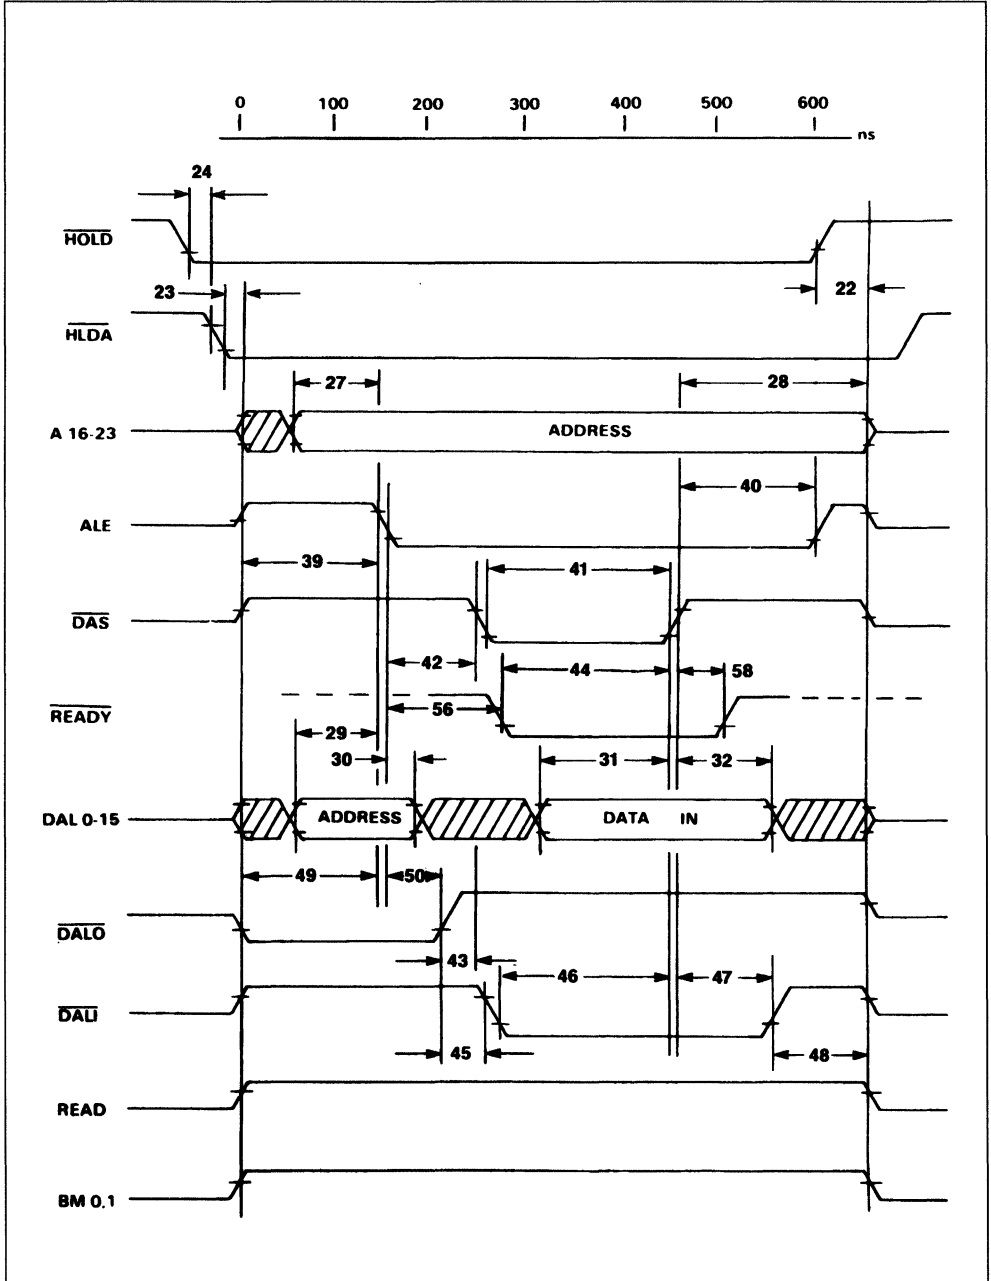 0 100 200 300 400 500 600
ns
24
HOLD
23 22
HLDA
27 28
A 16-23 ADDRESS
40
ALE
39 41
DAS
42 44 58
READY 56
29
30 31 32
DAL 0-15 ADDRESS DATA IN
49 50
DALO
43 46 47
DALI
45 48
READ
BM 0,1